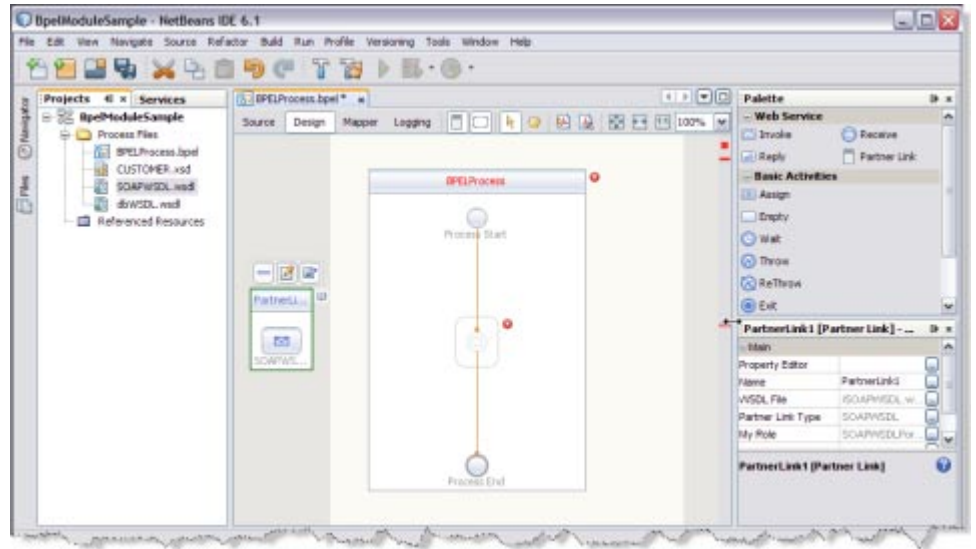 BpelModuleSample - NetBeans IDE 6.1
File Edit View Navigate Source Refactor Build Run Profile Versioning Tools Window Help
Projects
Services
BPELProcess.bpel *
Navigator
Files
BpelModuleSample
Process Files
BPELProcess.bpel
CUSTOMER.xsd
SOAPWSDL.wsdl
dbWSDL.wsdl
Referenced Resources
Source Design Mapper Logging 100%
BPELProcess
Process Start
PartnerLi...
SOAPWS...
Process End
Palette
Web Service
Invoke Receive
Reply Partner Link
Basic Activities
Assign
Empty
Wait
Throw
ReThrow
Exit
PartnerLink1 [Partner Link] - ...
Main
Property Editor
Name PartnerLink1
WSDL File SOAPWSDL.w...
Partner Link Type SOAPWSDL
My Role SOAPWSDLPor...
PartnerLink1 [Partner Link]